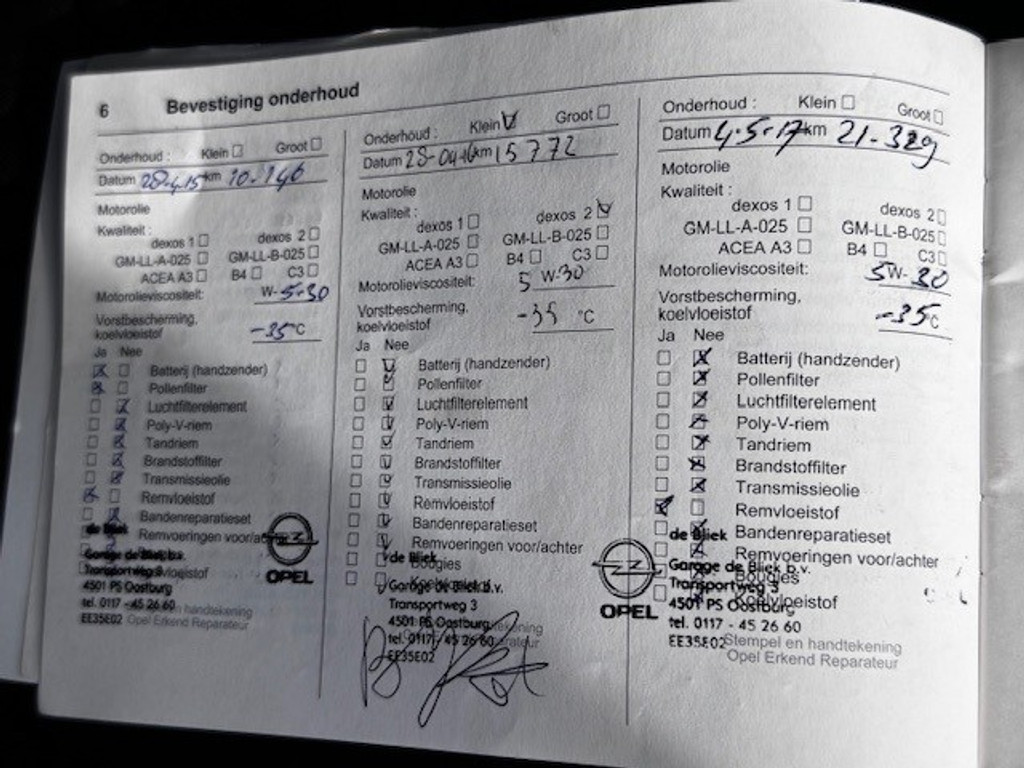 6 Bevestiging onderhoud
Onderhoud : Klein Groot
Datum 28-4-15 km 10-146
Motorolie
Kwaliteit :
dexos 1 dexos 2
GM-LL-A-025 GM-LL-B-025
ACEA A3 B4 C3
Motorolieviscositeit: W-5-30
Vorstbescherming,
koelvloeistof -35°C
Ja Nee
Batterij (handzender)
Pollenfilter
Luchtfilterelement
Poly-V-riem
Tandriem
Brandstoffilter
Transmissieolie
Remvloeistof
Bandenreparatieset
de Bliek Remvoeringen voor/achter
Garage de Bliek b.v.
Transportweg 3
4501 PS Oostburg
tel. 0117 - 45 26 60 en handtekening
EE35E02 Opel Erkend Reparateur
OPEL
Onderhoud : Klein Groot
Datum 28-04-16 km 15772
Motorolie
Kwaliteit :
dexos 1 dexos 2
GM-LL-A-025 GM-LL-B-025
ACEA A3 B4 C3
Motorolieviscositeit: 5 W-30
Vorstbescherming,
koelvloeistof -35 °C
Ja Nee
Batterij (handzender)
Pollenfilter
Luchtfilterelement
Poly-V-riem
Tandriem
Brandstoffilter
Transmissieolie
Remvloeistof
Bandenreparatieset
Remvoeringen voor/achter
de Bliek Bougies
Garage de Bliek b.v.
Transportweg 3
4501 PS Oostburg
tel. 0117 - 45 26 60
EE35E02
OPEL
Onderhoud : Klein Groot
Datum 4-5-17 km 21-329
Motorolie
Kwaliteit :
dexos 1 dexos 2
GM-LL-A-025 GM-LL-B-025
ACEA A3 B4 C3
Motorolieviscositeit: 5W-30
Vorstbescherming,
koelvloeistof -35°C
Ja Nee
Batterij (handzender)
Pollenfilter
Luchtfilterelement
Poly-V-riem
Tandriem
Brandstoffilter
Transmissieolie
Remvloeistof
de Bliek Bandenreparatieset
Remvoeringen voor/achter
Garage de Bliek b.v.
Bougies
Transportweg 3
Koelvloeistof
4501 PS Oostburg
tel. 0117 - 45 26 60
EE35E02 Stempel en handtekening
Opel Erkend Reparateur